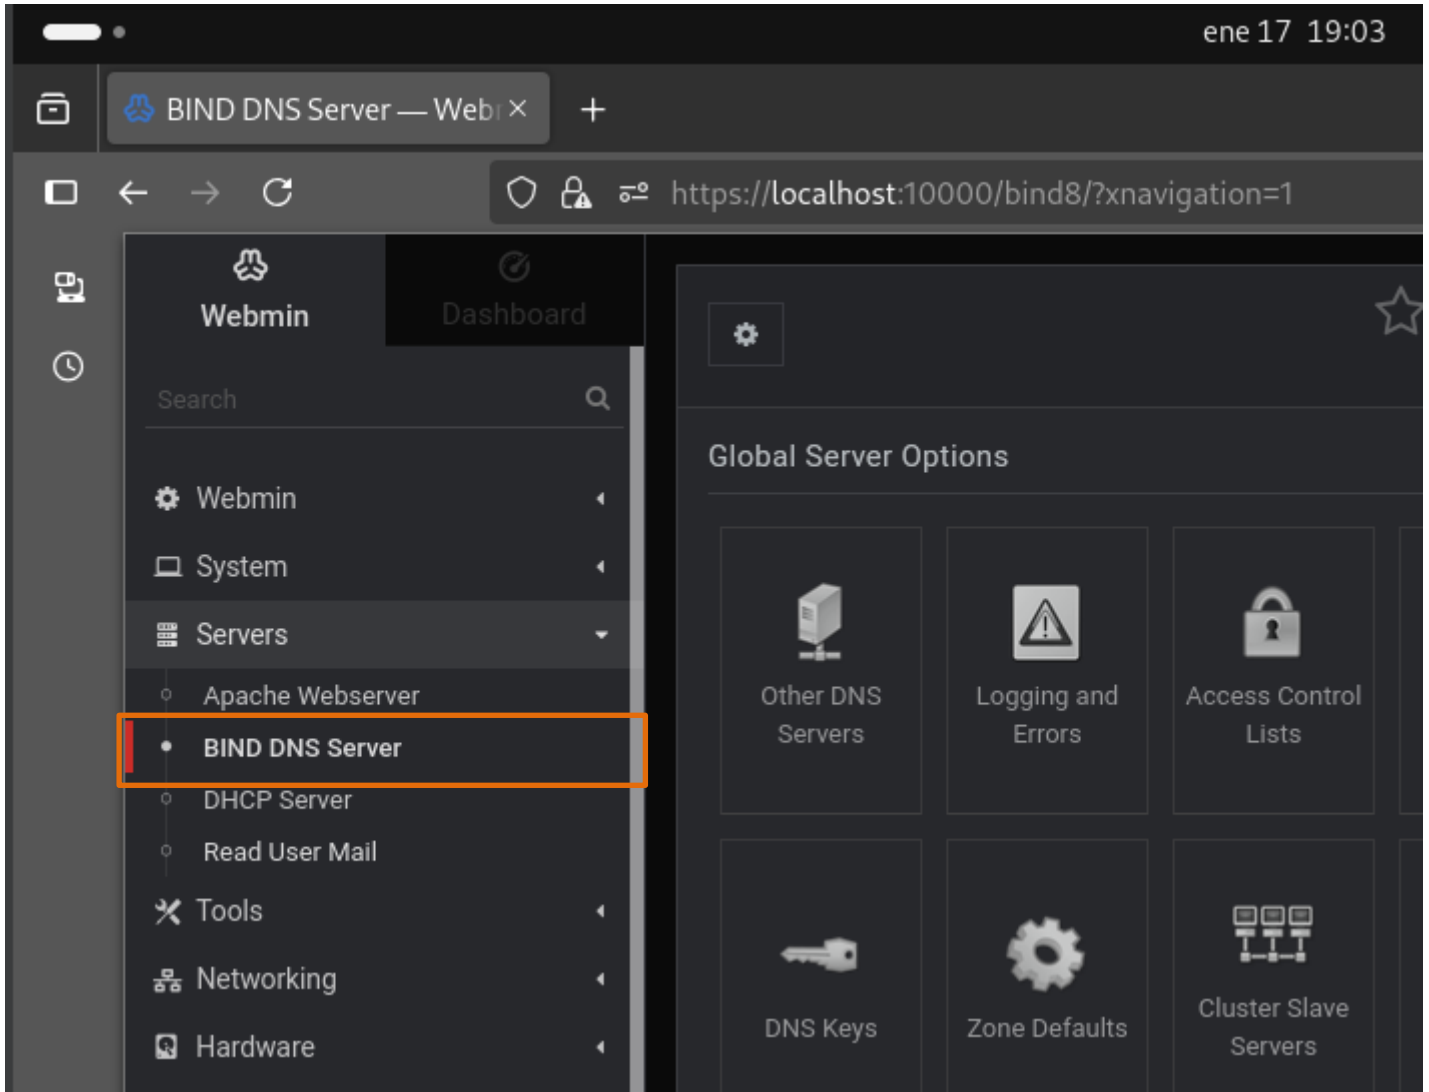 ene 17 19:03
BIND DNS Server — Web
https://localhost:10000/bind8/?xnavigation=1
Webmin
Dashboard
Search
Webmin
System
Servers
Apache Webserver
BIND DNS Server
DHCP Server
Read User Mail
Tools
Networking
Hardware
Global Server Options
Other DNS
Servers
Logging and
Errors
Access Control
Lists
DNS Keys
Zone Defaults
Cluster Slave
Servers